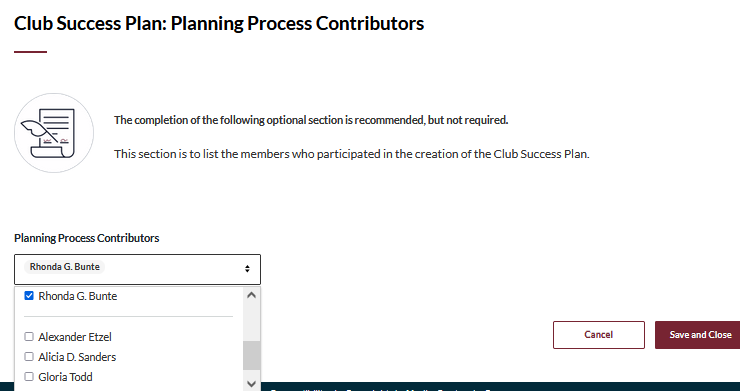 Club Success Plan: Planning Process Contributors
The completion of the following optional section is recommended, but not required.
This section is to list the members who participated in the creation of the Club Success Plan.
Planning Process Contributors
Rhonda G. Bunte
Rhonda G. Bunte
Alexander Etzel
Alicia D. Sanders
Gloria Todd
Cancel
Save and Close